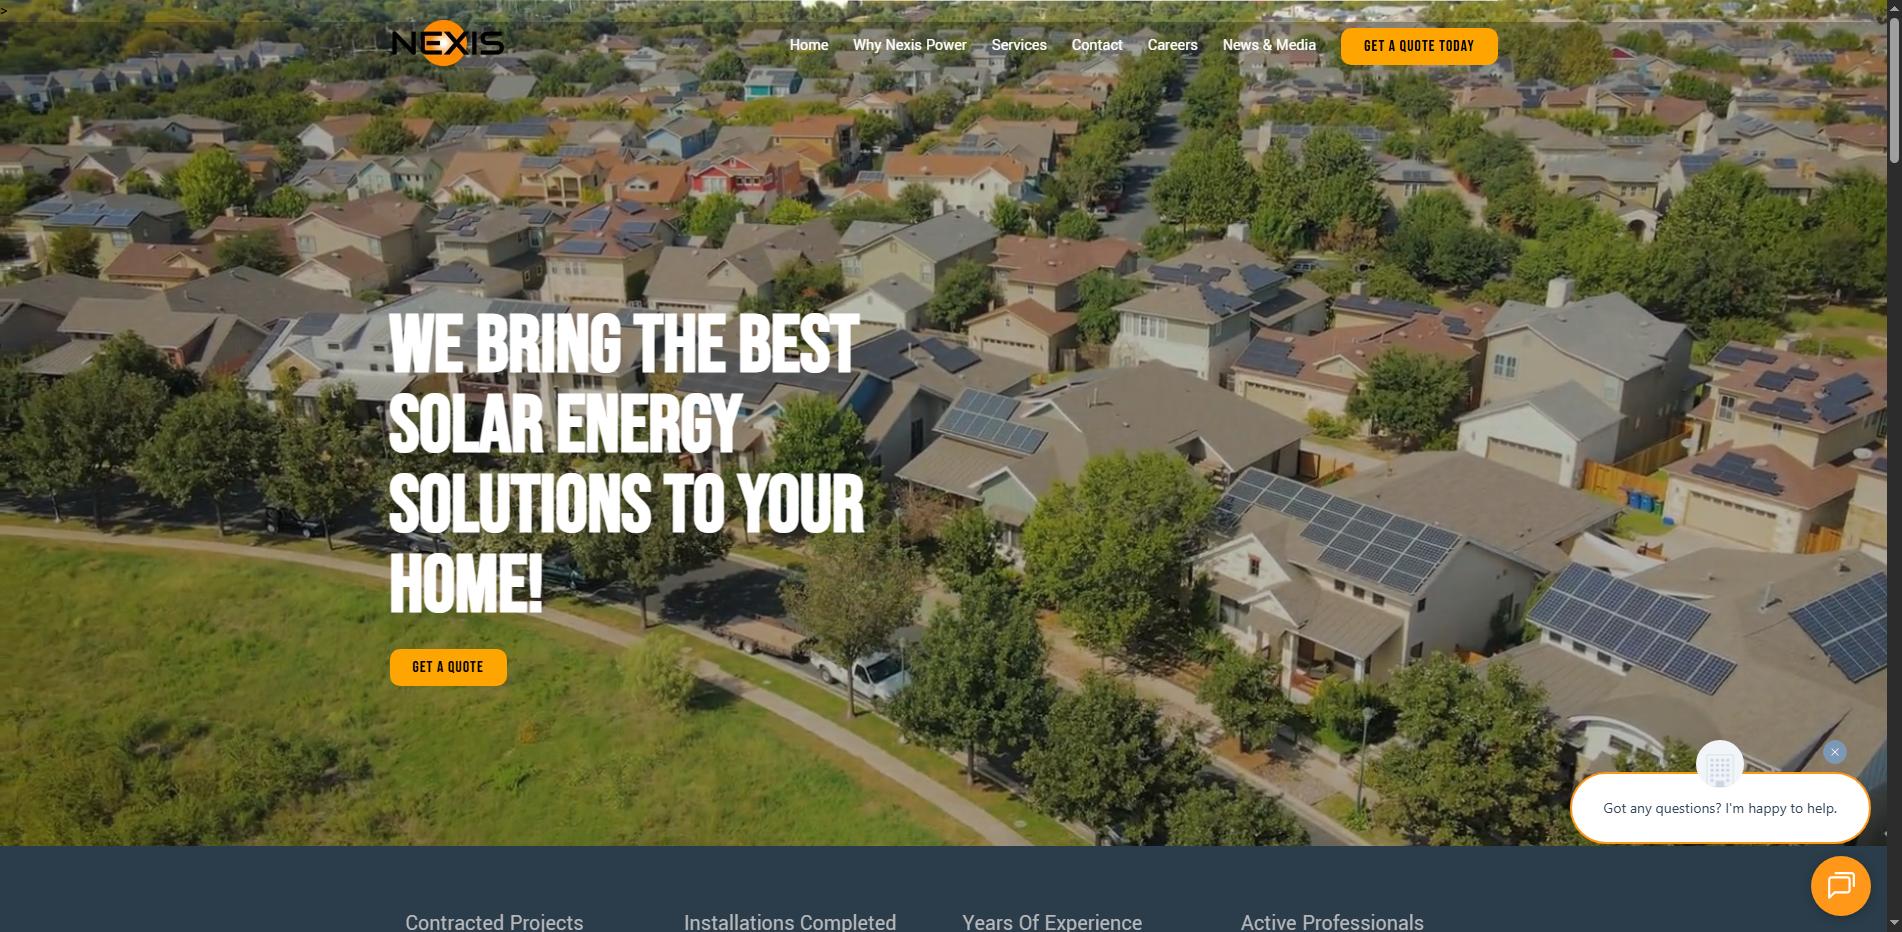 >
NEXIS
Home Why Nexis Power Services Contact Careers News & Media GET A QUOTE TODAY
WE BRING THE BEST
SOLAR ENERGY
SOLUTIONS TO YOUR
HOME!
GET A QUOTE
Got any questions? I'm happy to help.
Contracted Projects Installations Completed Years Of Experience Active Professionals